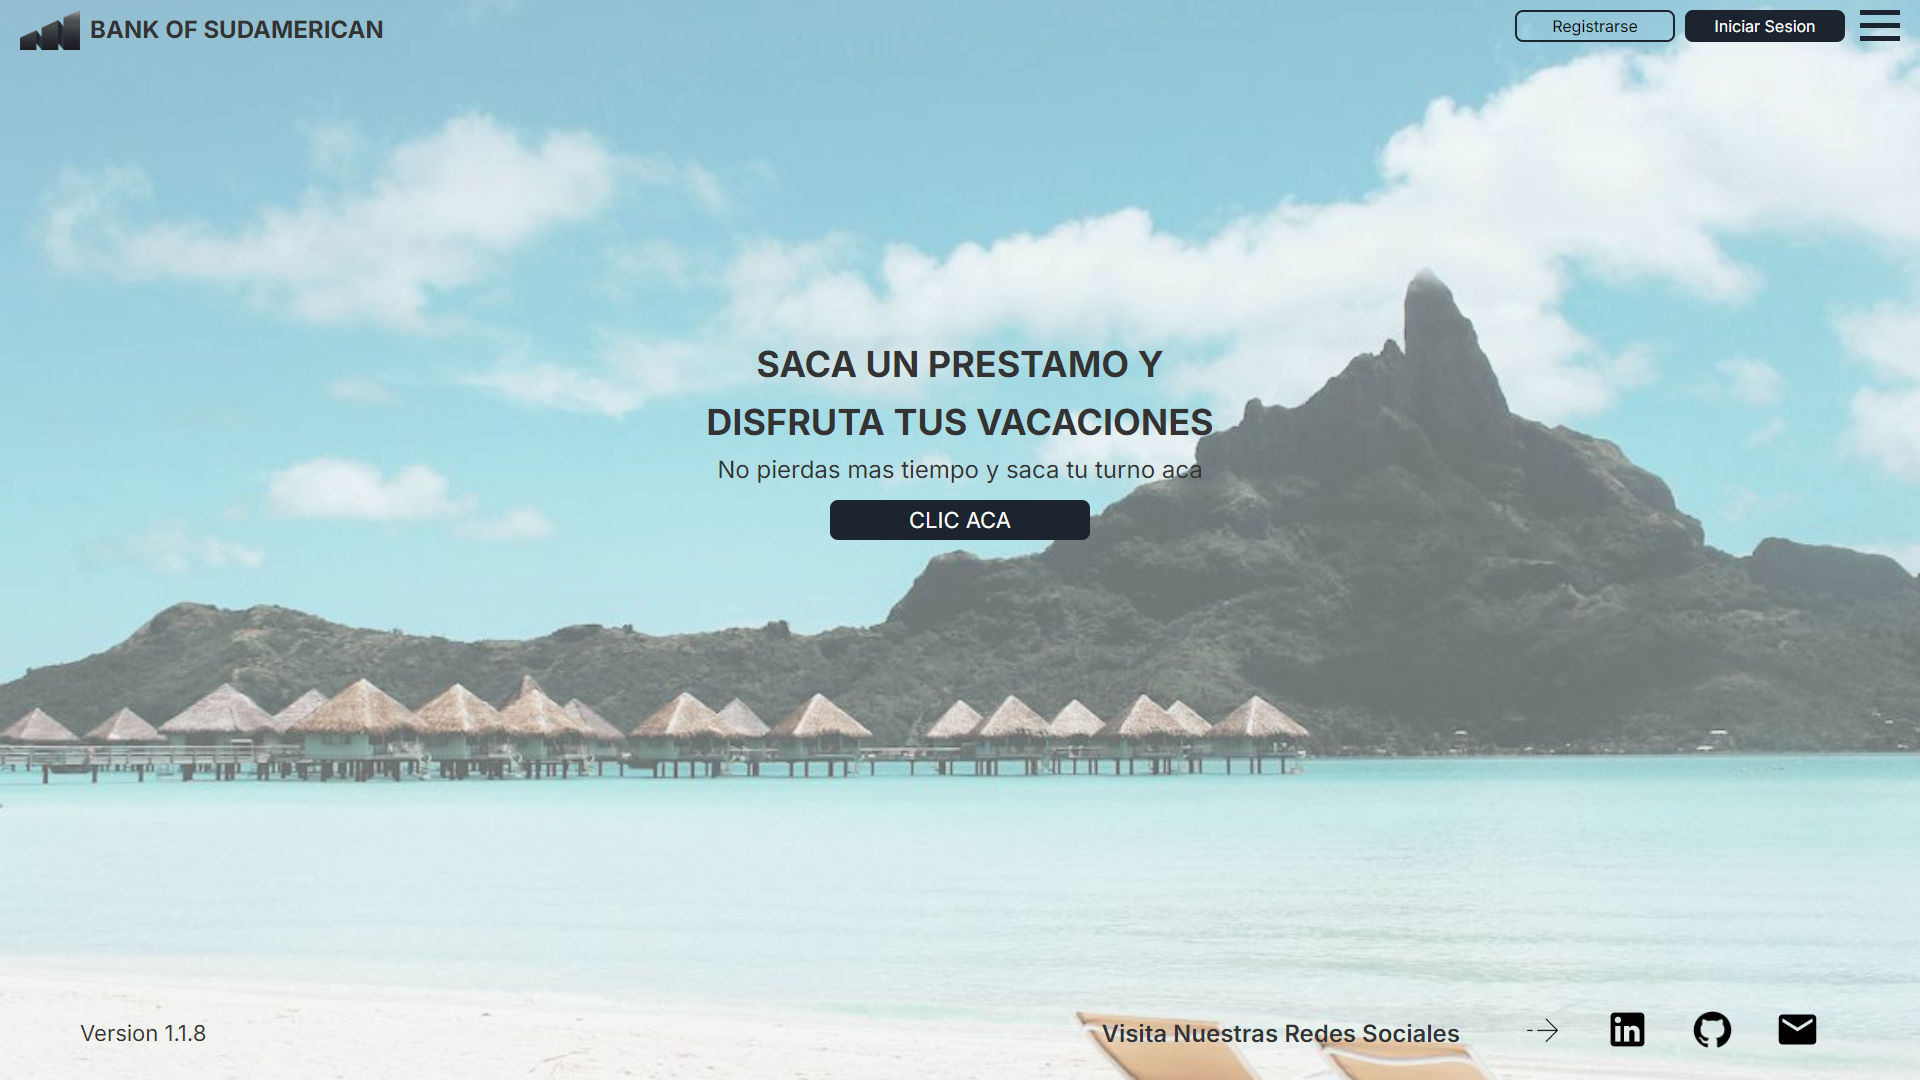 BANK OF SUDAMERICAN
Registrarse
Iniciar Sesion
SACA UN PRESTAMO Y
DISFRUTA TUS VACACIONES
No pierdas mas tiempo y saca tu turno aca
CLIC ACA
Version 1.1.8
Visita Nuestras Redes Sociales
in